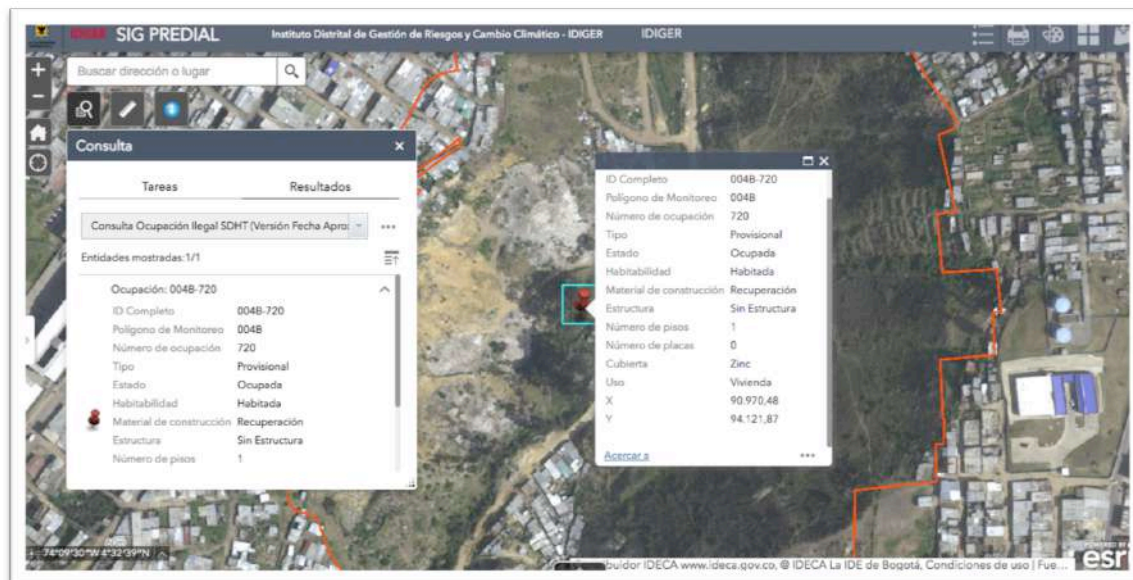 IDIGER SIG PREDIAL Instituto Distrital de Gestión de Riesgos y Cambio Climático - IDIGER IDIGER
Buscar dirección o lugar
Consulta
Tareas Resultados
Consulta Ocupación Ilegal SDHT (Versión Fecha Apro:
Entidades mostradas:1/1
Ocupación: 004B-720
ID Completo 004B-720
Polígono de Monitoreo 004B
Número de ocupación 720
Tipo Provisional
Estado Ocupada
Habitabilidad Habitada
Material de construcción Recuperación
Estructura Sin Estructura
Número de pisos 1
ID Completo 004B-720
Polígono de Monitoreo 004B
Número de ocupación 720
Tipo Provisional
Estado Ocupada
Habitabilidad Habitada
Material de construcción Recuperación
Estructura Sin Estructura
Número de pisos 1
Número de placas 0
Cubierta Zinc
Uso Vivienda
X 90.970,48
Y 94.121,87
Acercar a
74°09'30"W 4°32'39"N
buidor IDECA www.ideca.gov.co, @ IDECA La IDE de Bogotá, Condiciones de uso | Fue...
POWERED BY
esri